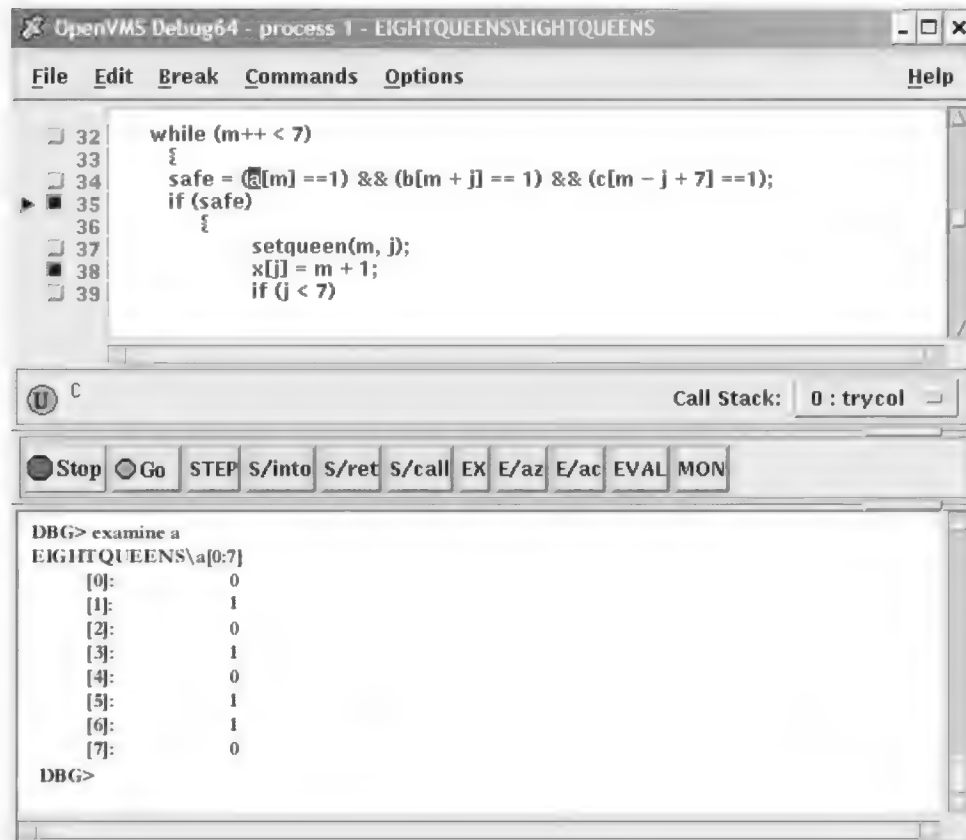 OpenVMS Debug64 - process 1 - EIGHTQUEENS\EIGHTQUEENS
File Edit Break Commands Options Help
32 while (m++ < 7)
33 {
34 safe = (a[m] ==1) && (b[m + j] == 1) && (c[m - j + 7] ==1);
35 if (safe)
36 {
37 setqueen(m, j);
38 x[j] = m + 1;
39 if (j < 7)
U C Call Stack: 0 : trycol
Stop Go STEP S/into S/ret S/call EX E/az E/ac EVAL MON
DBG> examine a
EIGHTQUEENS\a[0:7]
[0]: 0
[1]: 1
[2]: 0
[3]: 1
[4]: 0
[5]: 1
[6]: 1
[7]: 0
DBG>